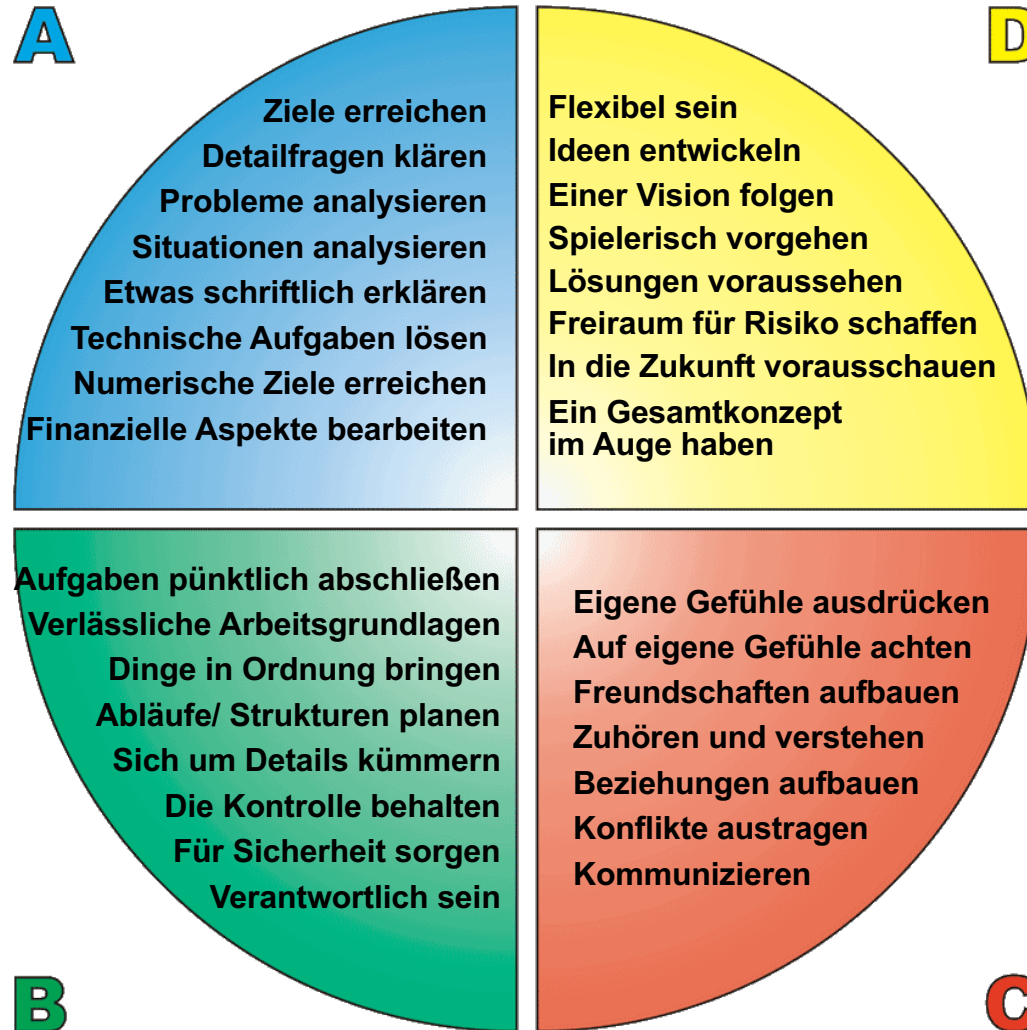 A
Ziele erreichen
Detailfragen klären
Probleme analysieren
Situationen analysieren
Etwas schriftlich erklären
Technische Aufgaben lösen
Numerische Ziele erreichen
Finanzielle Aspekte bearbeiten
D
Flexibel sein
Ideen entwickeln
Einer Vision folgen
Spielerisch vorgehen
Lösungen voraussehen
Freiraum für Risiko schaffen
In die Zukunft vorausschauen
Ein Gesamtkonzept
im Auge haben
Aufgaben pünktlich abschließen
Verlässliche Arbeitsgrundlagen
Dinge in Ordnung bringen
Abläufe/ Strukturen planen
Sich um Details kümmern
Die Kontrolle behalten
Für Sicherheit sorgen
Verantwortlich sein
B
Eigene Gefühle ausdrücken
Auf eigene Gefühle achten
Freundschaften aufbauen
Zuhören und verstehen
Beziehungen aufbauen
Konflikte austragen
Kommunizieren
C